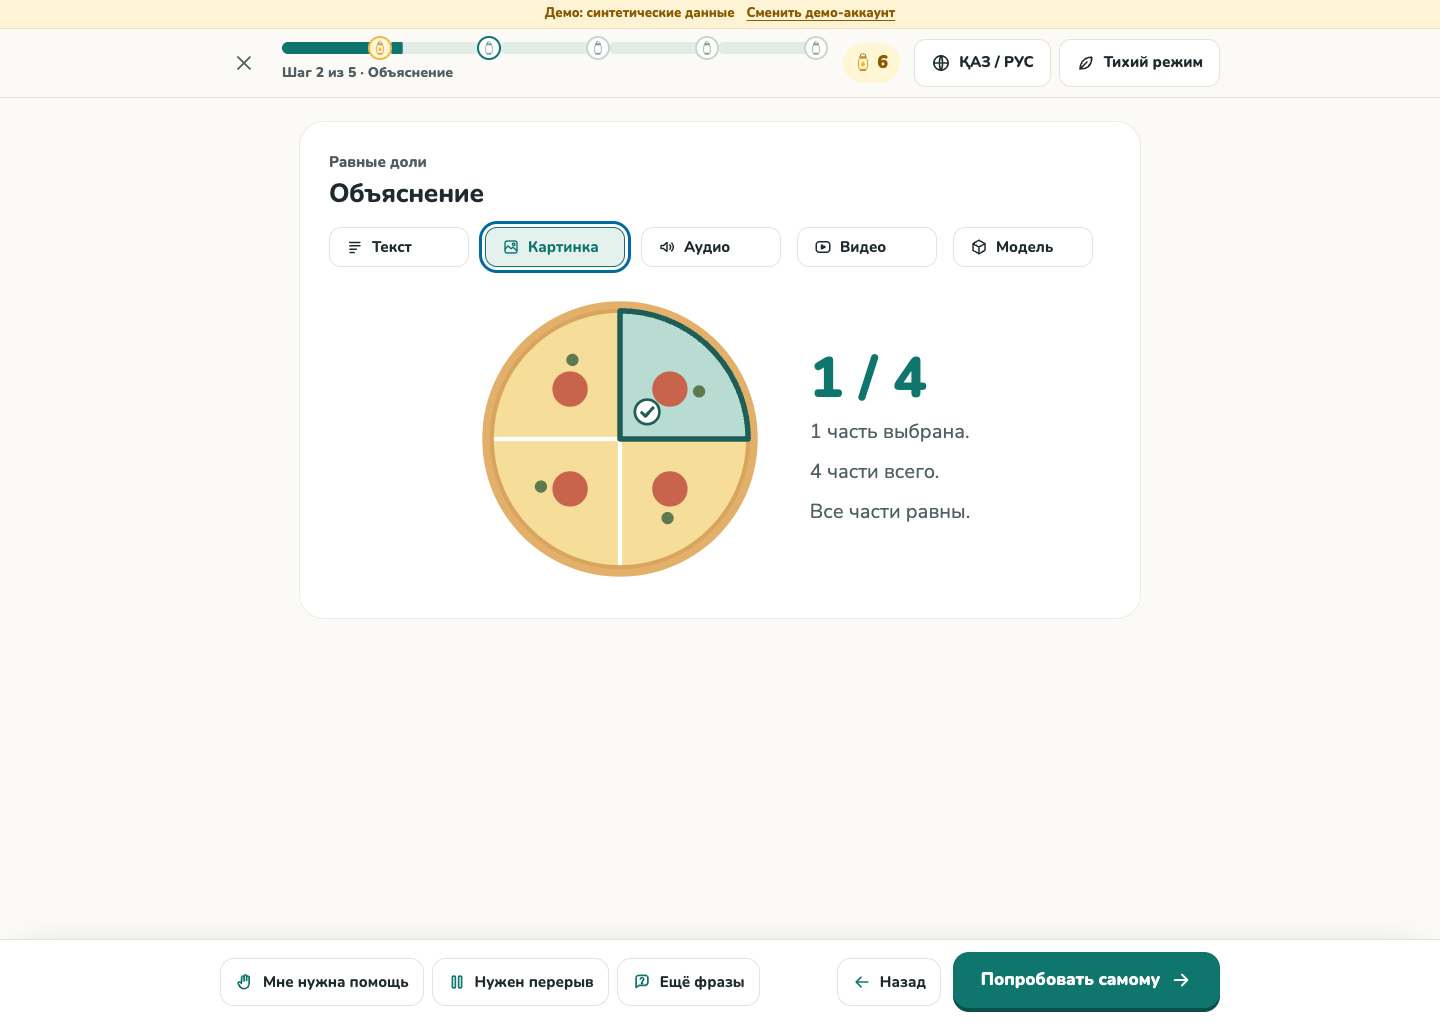 Демо: синтетические данные Сменить демо-аккаунт
Шаг 2 из 5 · Объяснение
6
ҚАЗ / РУС
Тихий режим
Равные доли
Объяснение
Текст
Картинка
Аудио
Видео
Модель
1 / 4
1 часть выбрана.
4 части всего.
Все части равны.
Мне нужна помощь
Нужен перерыв
Ещё фразы
Назад
Попробовать самому